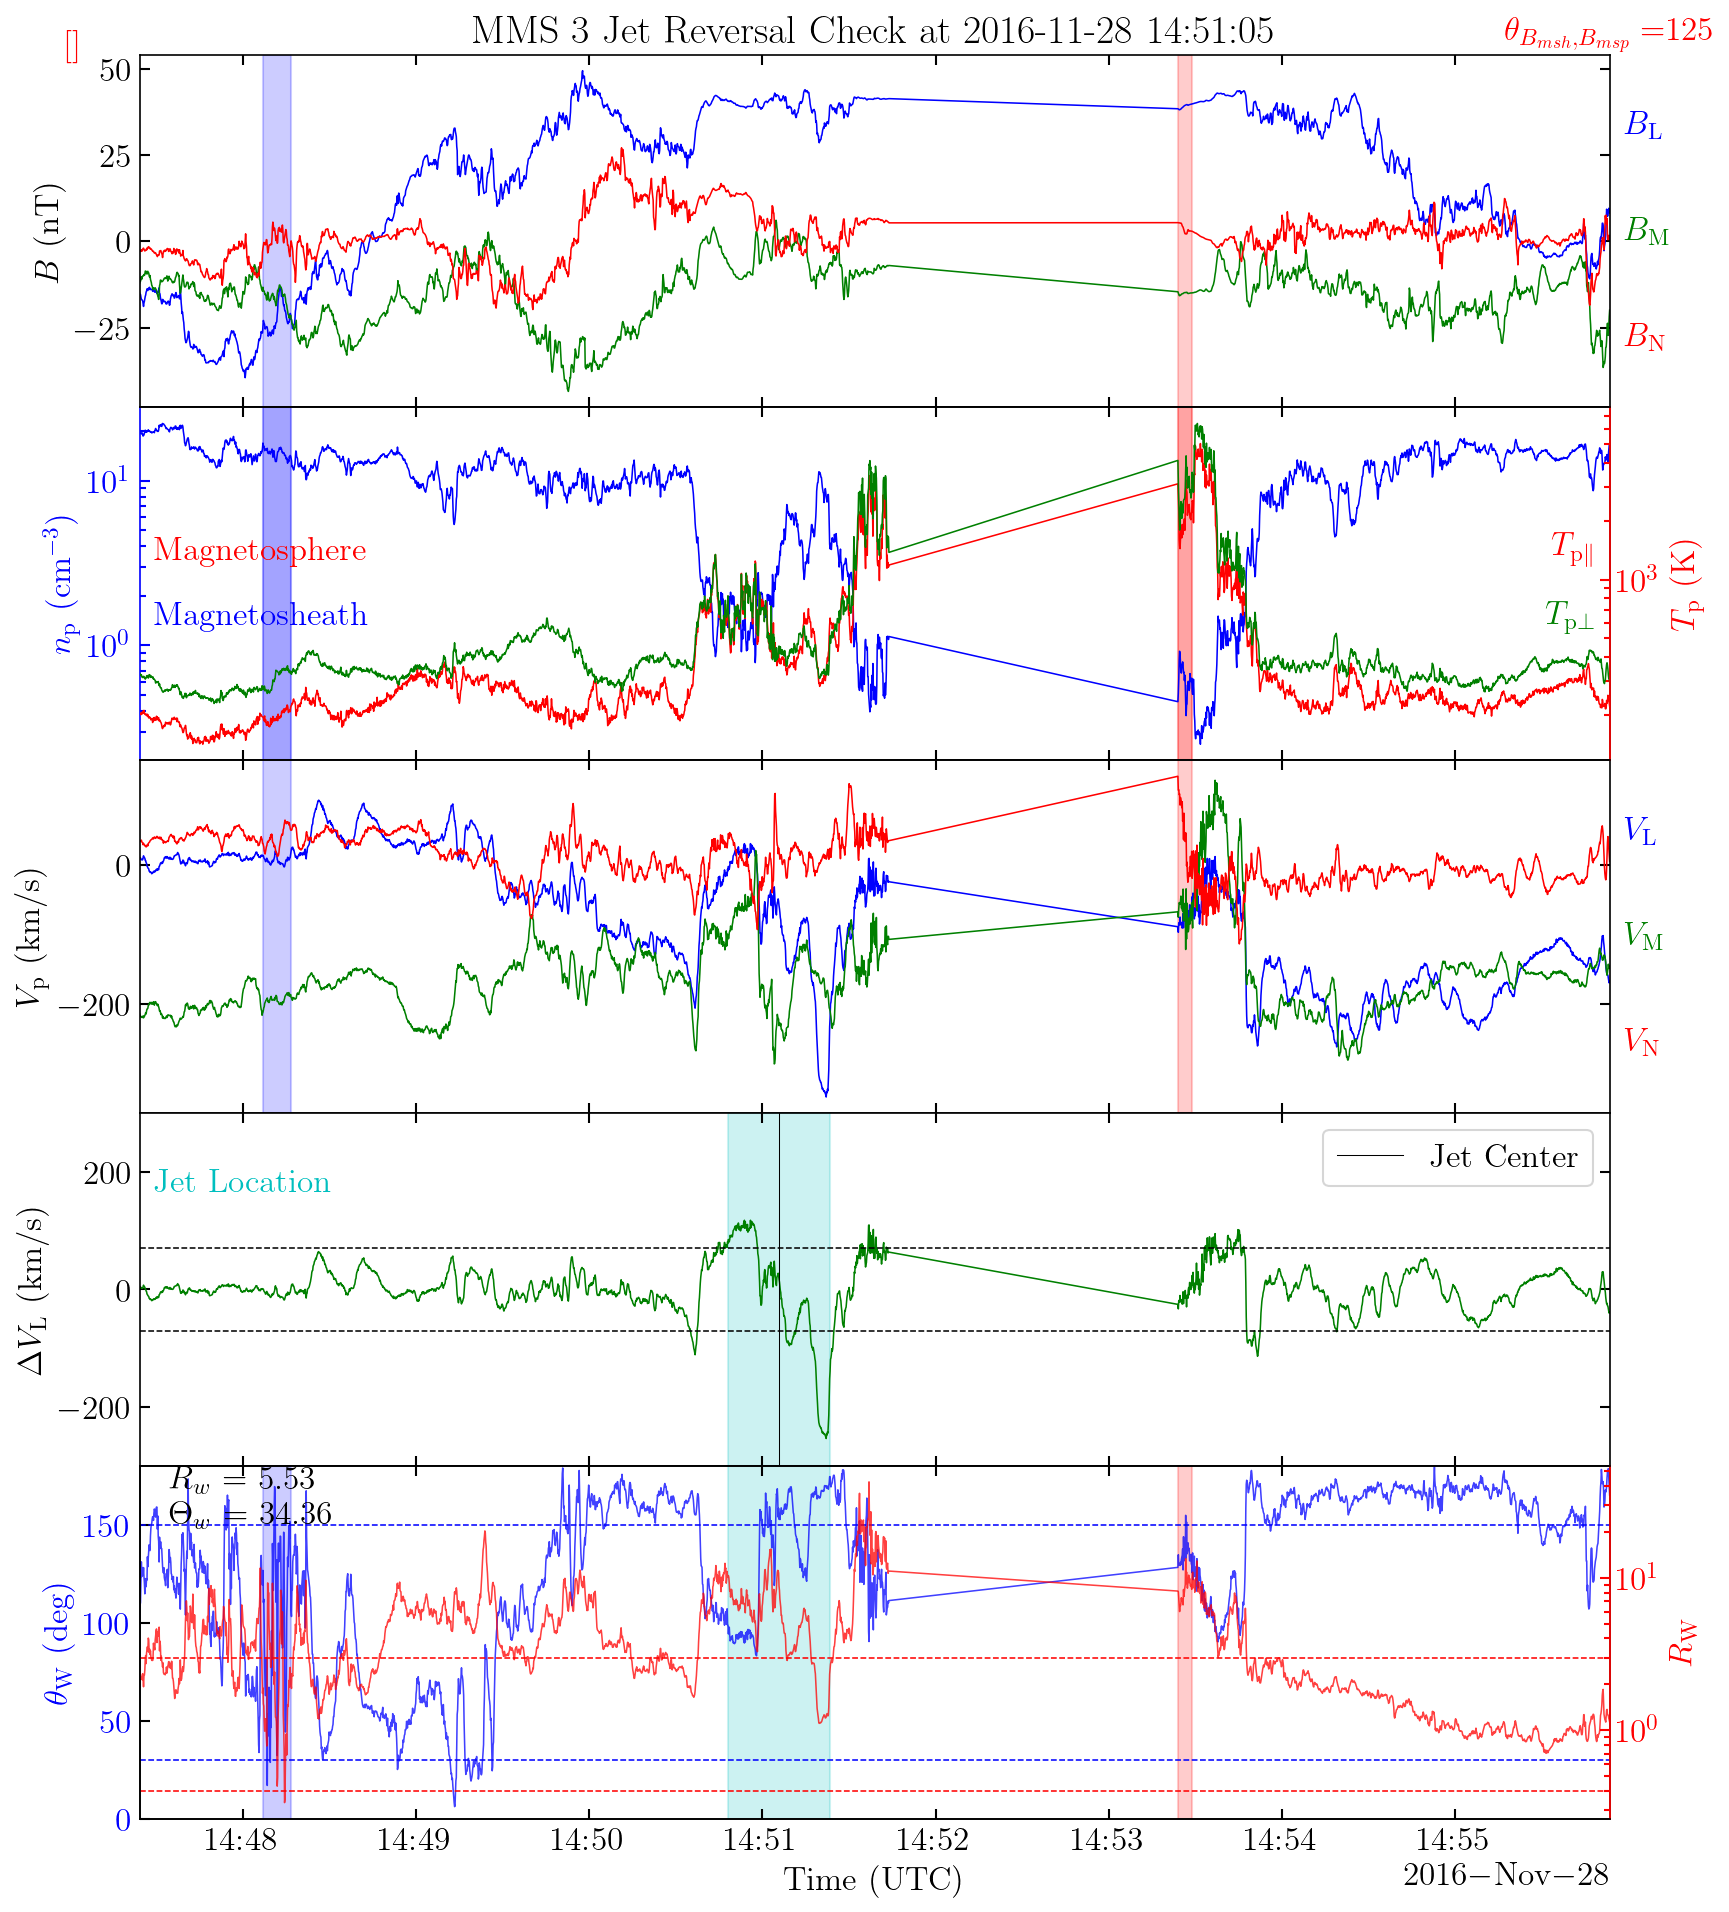 MMS 3 Jet Reversal Check at 2016-11-28 14:51:05
θ_{B_{msh},B_{msp}} =125
50
25
0
−25
B (nT)
B_L
B_M
B_N
10^1
10^0
n_p (cm^{−3})
Magnetosphere
Magnetosheath
T_{p∥}
T_{p⊥}
10^3
T_p (K)
0
−200
V_p (km/s)
V_L
V_M
V_N
200
0
−200
ΔV_L (km/s)
Jet Location
Jet Center
R_w = 5.53
Θ_w = 34.36
150
100
50
0
θ_W (deg)
10^1
10^0
R_W
14:48 14:49 14:50 14:51 14:52 14:53 14:54 14:55
Time (UTC)
2016−Nov−28